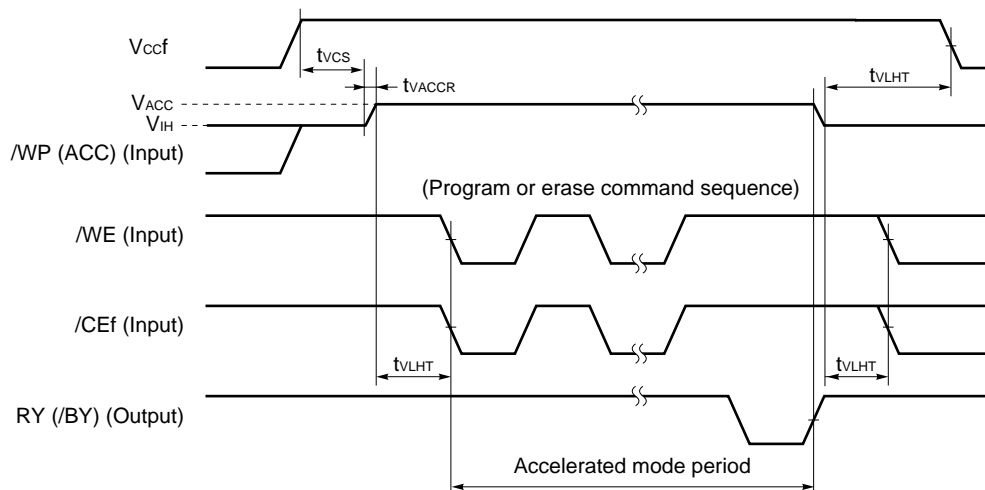 VCCf
tVCS
tVACCR
tVLHT
VACC
VIH
/WP (ACC) (Input)
(Program or erase command sequence)
/WE (Input)
/CEf (Input)
tVLHT
tVLHT
RY (/BY) (Output)
Accelerated mode period